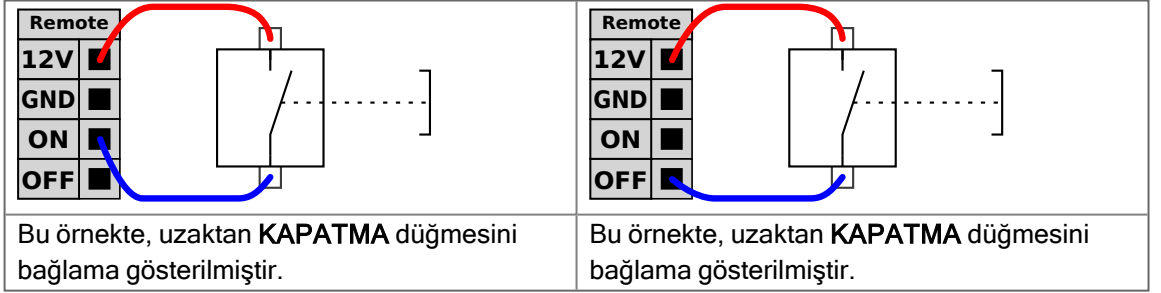 Remote
12V
GND
ON
OFF
Bu örnekte, uzaktan KAPATMA düğmesini
bağlama gösterilmiştir.
Remote
12V
GND
ON
OFF
Bu örnekte, uzaktan KAPATMA düğmesini
bağlama gösterilmiştir.